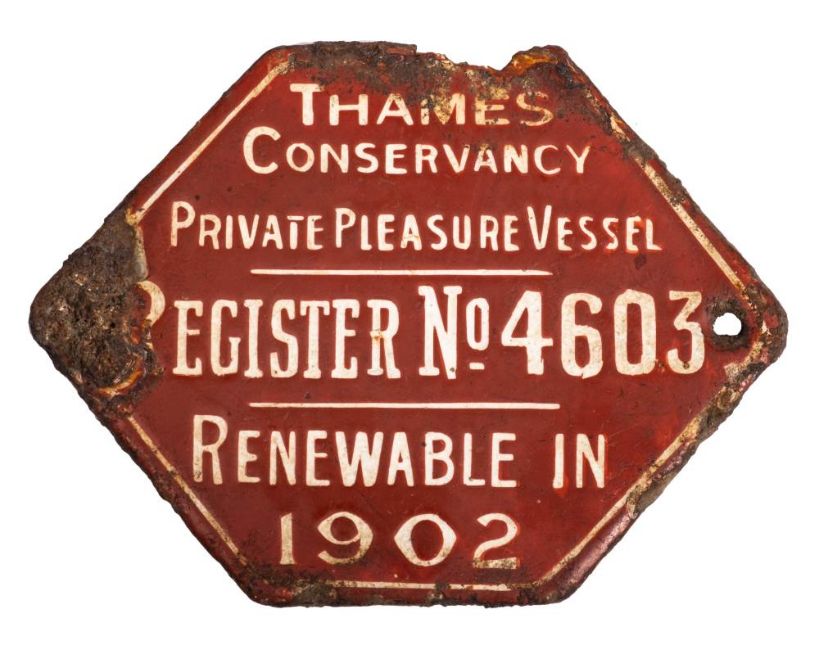 THAMES
CONSERVANCY
PRIVATE PLEASURE VESSEL
REGISTER No 4603
RENEWABLE IN
1902